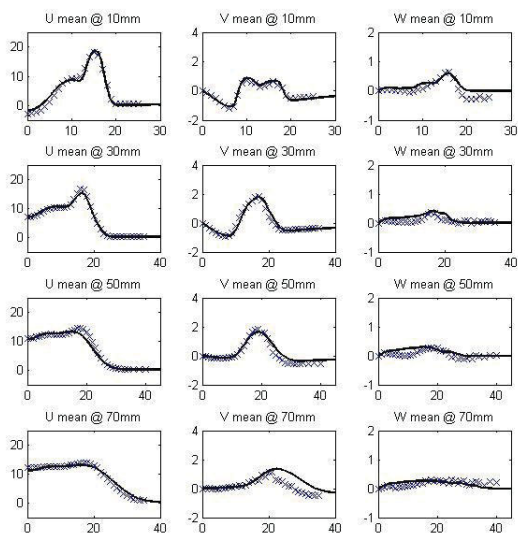 U mean @ 10mm
V mean @ 10mm
W mean @ 10mm
20
10
0
0 10 20 30
4
2
0
-2
0 10 20 30
2
1
0
-1
0 10 20 30
U mean @ 30mm
V mean @ 30mm
W mean @ 30mm
20
10
0
0 20 40
4
2
0
-2
0 20 40
2
1
0
-1
0 20 40
U mean @ 50mm
V mean @ 50mm
W mean @ 50mm
20
10
0
0 20 40
4
2
0
-2
0 20 40
2
1
0
-1
0 20 40
U mean @ 70mm
V mean @ 70mm
W mean @ 70mm
20
10
0
0 20 40
4
2
0
-2
0 20 40
2
1
0
-1
0 20 40